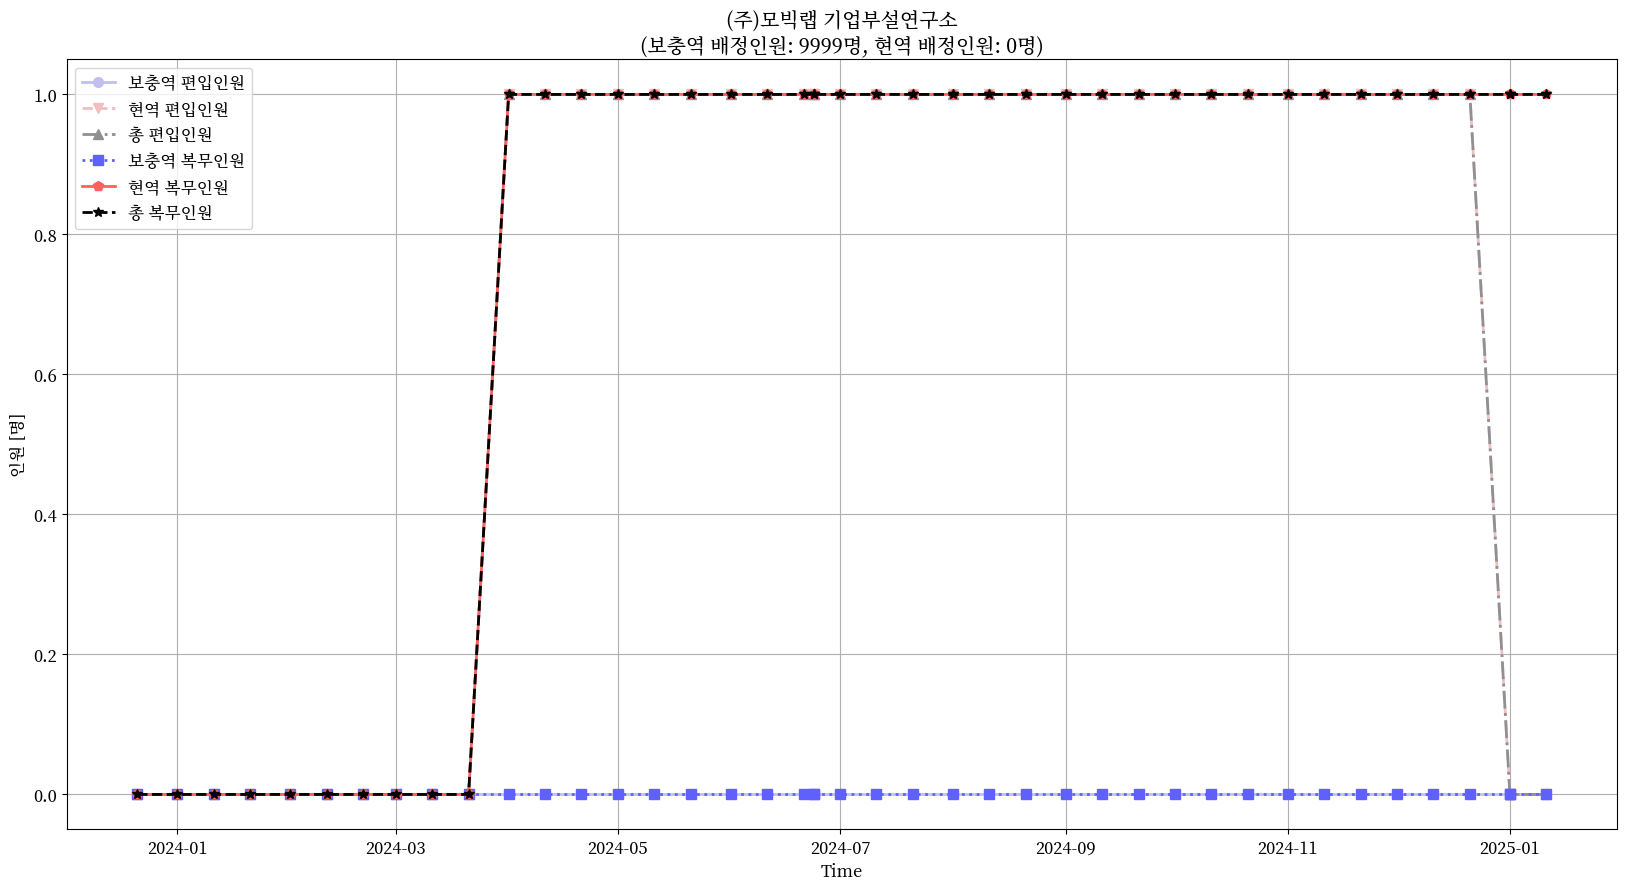 (주)모빅랩 기업부설연구소
(보충역 배정인원: 9999명, 현역 배정인원: 0명)
보충역 편입인원
현역 편입인원
총 편입인원
보충역 복무인원
현역 복무인원
총 복무인원
1.0
0.8
0.6
0.4
0.2
0.0
인원 [명]
2024-01
2024-03
2024-05
2024-07
2024-09
2024-11
2025-01
Time